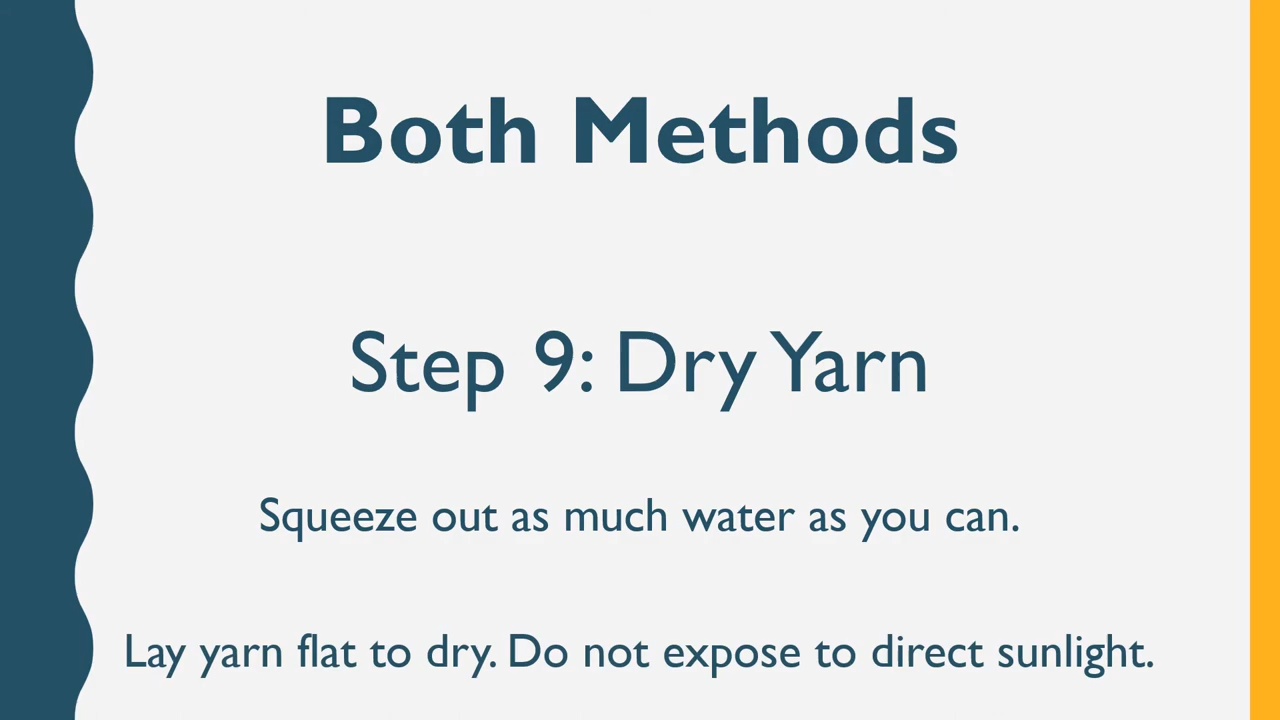 Both Methods
Step 9: Dry Yarn
Squeeze out as much water as you can.
Lay yarn flat to dry. Do not expose to direct sunlight.